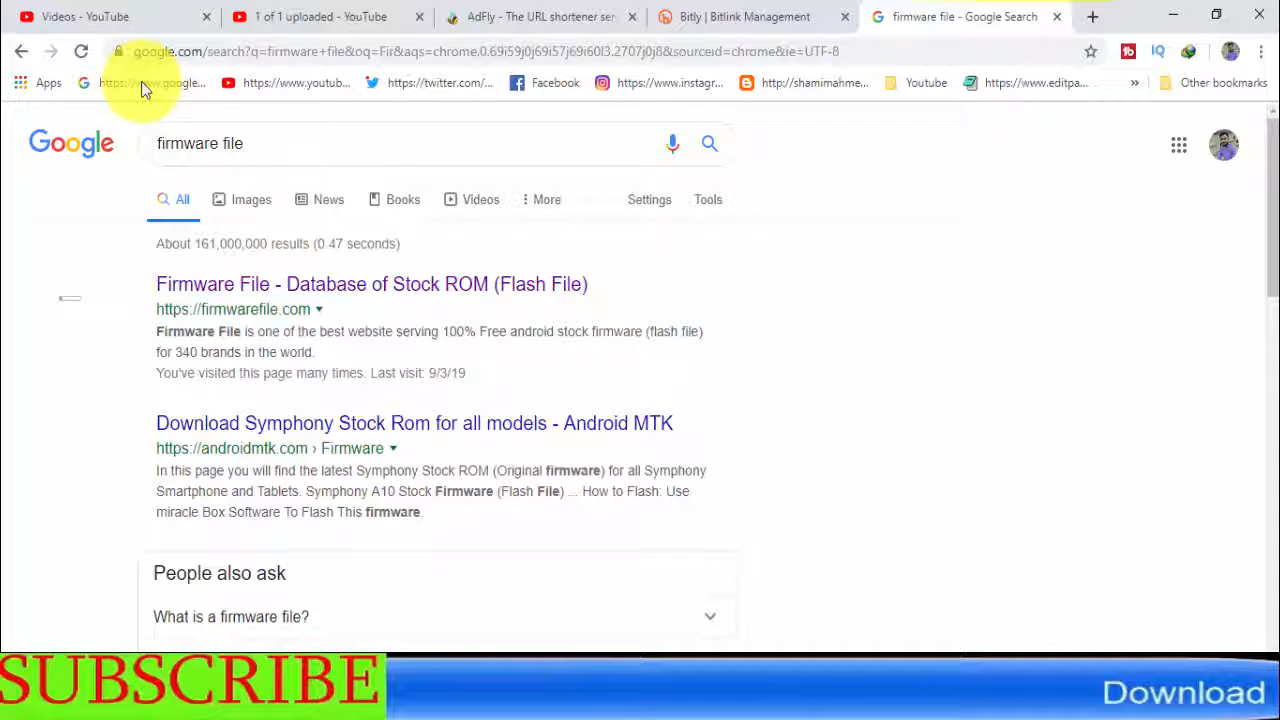 Videos - YouTube
1 of 1 uploaded - YouTube
AdFly - The URL shortener ser
Bitly | Bitlink Management
firmware file - Google Search
google.com/search?q=firmware+file&oq=Fir&aqs=chrome.0.69i59j0j69i57j69i60l3.2707j0j8&sourceid=chrome&ie=UTF-8
Apps
https://www.google...
https://www.youtub...
https://twitter.com/...
Facebook
https://www.instagr...
http://shamimahme...
Youtube
https://www.editpa...
Other bookmarks
Google
firmware file
All
Images
News
Books
Videos
More
Settings
Tools
About 161,000,000 results (0.47 seconds)
Firmware File - Database of Stock ROM (Flash File)
https://firmwarefile.com
Firmware File is one of the best website serving 100% Free android stock firmware (flash file)
for 340 brands in the world.
You've visited this page many times. Last visit: 9/3/19
Download Symphony Stock Rom for all models - Android MTK
https://androidmtk.com › Firmware
In this page you will find the latest Symphony Stock ROM (Original firmware) for all Symphony
Smartphone and Tablets. Symphony A10 Stock Firmware (Flash File) ... How to Flash: Use
miracle Box Software To Flash This firmware.
People also ask
What is a firmware file?
SUBSCRIBE
Download